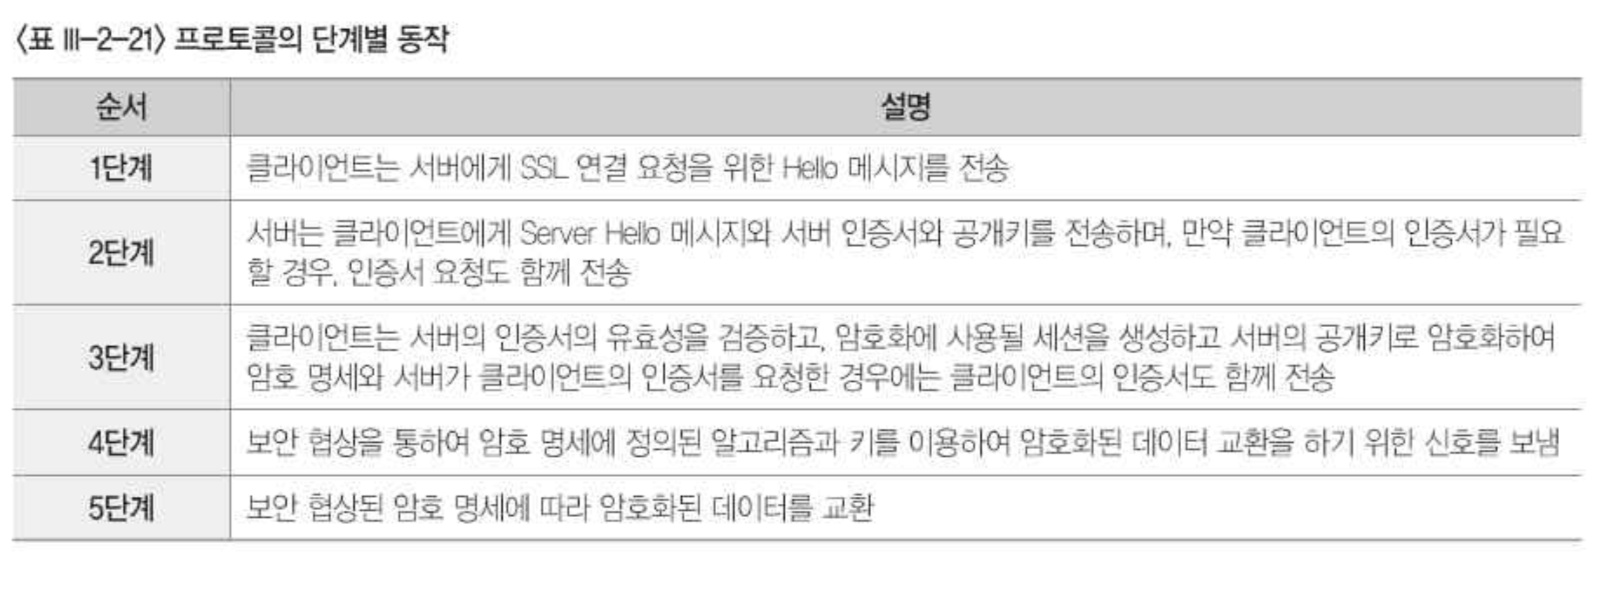 〈표 Ⅲ-2-21〉 프로토콜의 단계별 동작
순서 설명
1단계 클라이언트는 서버에게 SSL 연결 요청을 위한 Hello 메시지를 전송
2단계 서버는 클라이언트에게 Server Hello 메시지와 서버 인증서와 공개키를 전송하며, 만약 클라이언트의 인증서가 필요
할 경우, 인증서 요청도 함께 전송
3단계 클라이언트는 서버의 인증서의 유효성을 검증하고, 암호화에 사용될 세션을 생성하고 서버의 공개키로 암호화하여
암호 명세와 서버가 클라이언트의 인증서를 요청한 경우에는 클라이언트의 인증서도 함께 전송
4단계 보안 협상을 통하여 암호 명세에 정의된 알고리즘과 키를 이용하여 암호화된 데이터 교환을 하기 위한 신호를 보냄
5단계 보안 협상된 암호 명세에 따라 암호화된 데이터를 교환